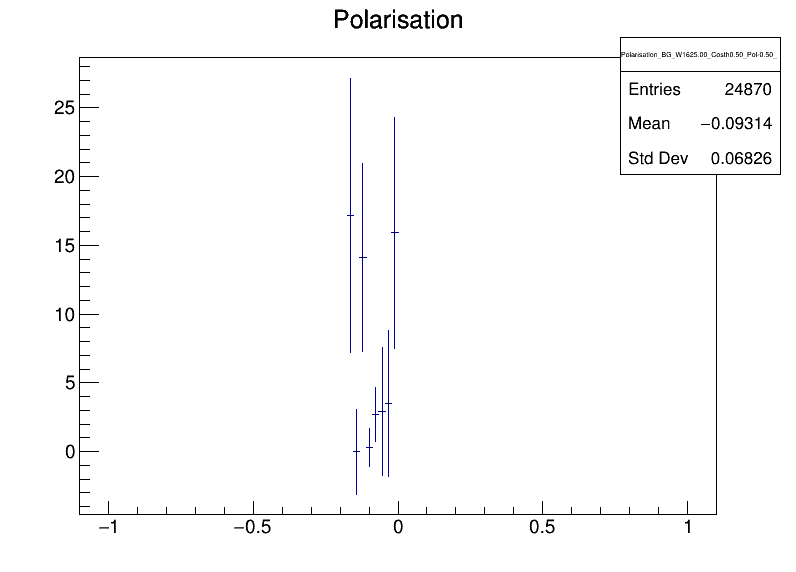 Polarisation
Polarisation_BG_W1625.00_Costh0.50_Pol-0.50_
Entries 24870
Mean −0.09314
Std Dev 0.06826
25
20
15
10
5
0
−1 −0.5 0 0.5 1